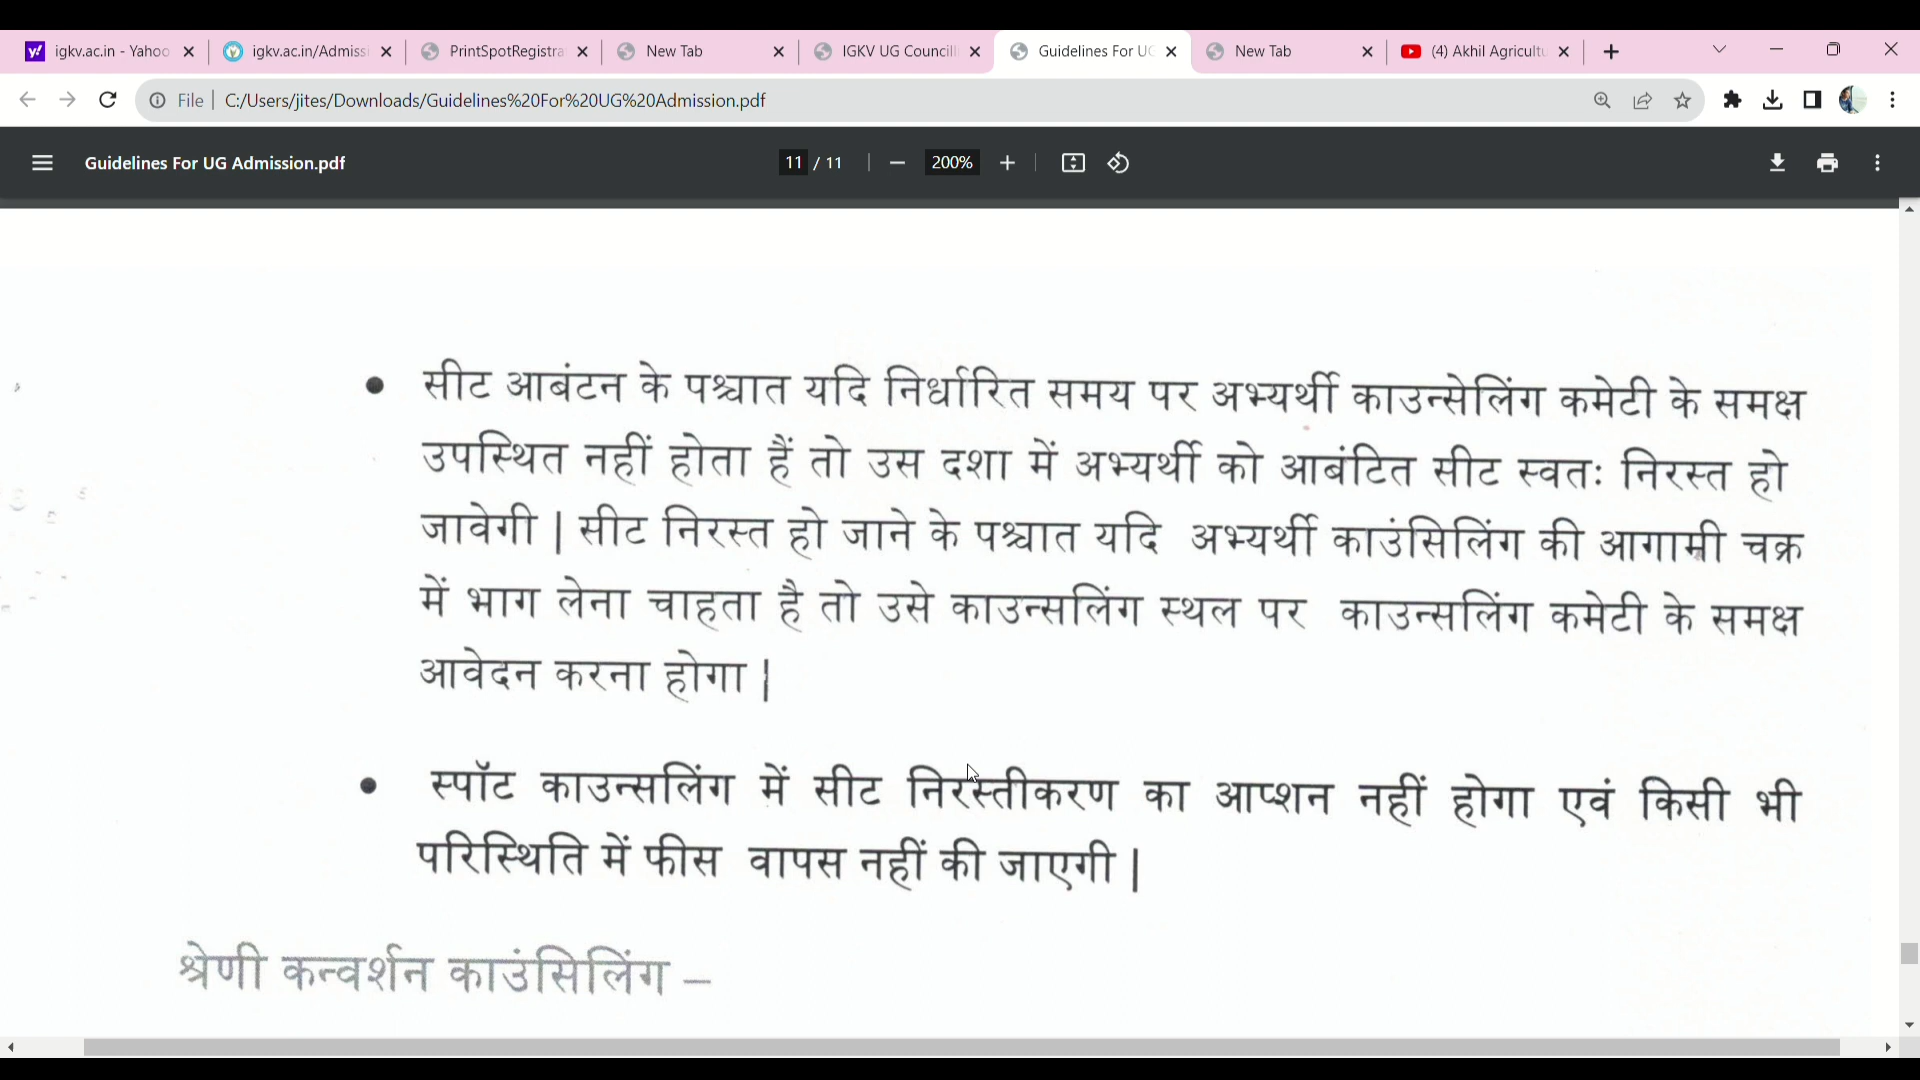 igkv.ac.in - Yahoo
igkv.ac.in/Admiss
PrintSpotRegistra
New Tab
IGKV UG Councill
Guidelines For UG
New Tab
(4) Akhil Agricultu
File C:/Users/jites/Downloads/Guidelines%20For%20UG%20Admission.pdf
Guidelines For UG Admission.pdf
11 / 11
200%
• सीट आबंटन के पश्चात यदि निर्धारित समय पर अभ्यर्थी काउन्सेलिंग कमेटी के समक्ष
उपस्थित नहीं होता हैं तो उस दशा में अभ्यर्थी को आबंटित सीट स्वतः निरस्त हो
जावेगी | सीट निरस्त हो जाने के पश्चात यदि अभ्यर्थी काउंसिलिंग की आगामी चक्र
में भाग लेना चाहता है तो उसे काउन्सलिंग स्थल पर काउन्सलिंग कमेटी के समक्ष
आवेदन करना होगा |
• स्पॉट काउन्सलिंग में सीट निरस्तीकरण का आप्शन नहीं होगा एवं किसी भी
परिस्थिति में फीस वापस नहीं की जाएगी |
श्रेणी कन्वर्शन काउंसिलिंग –